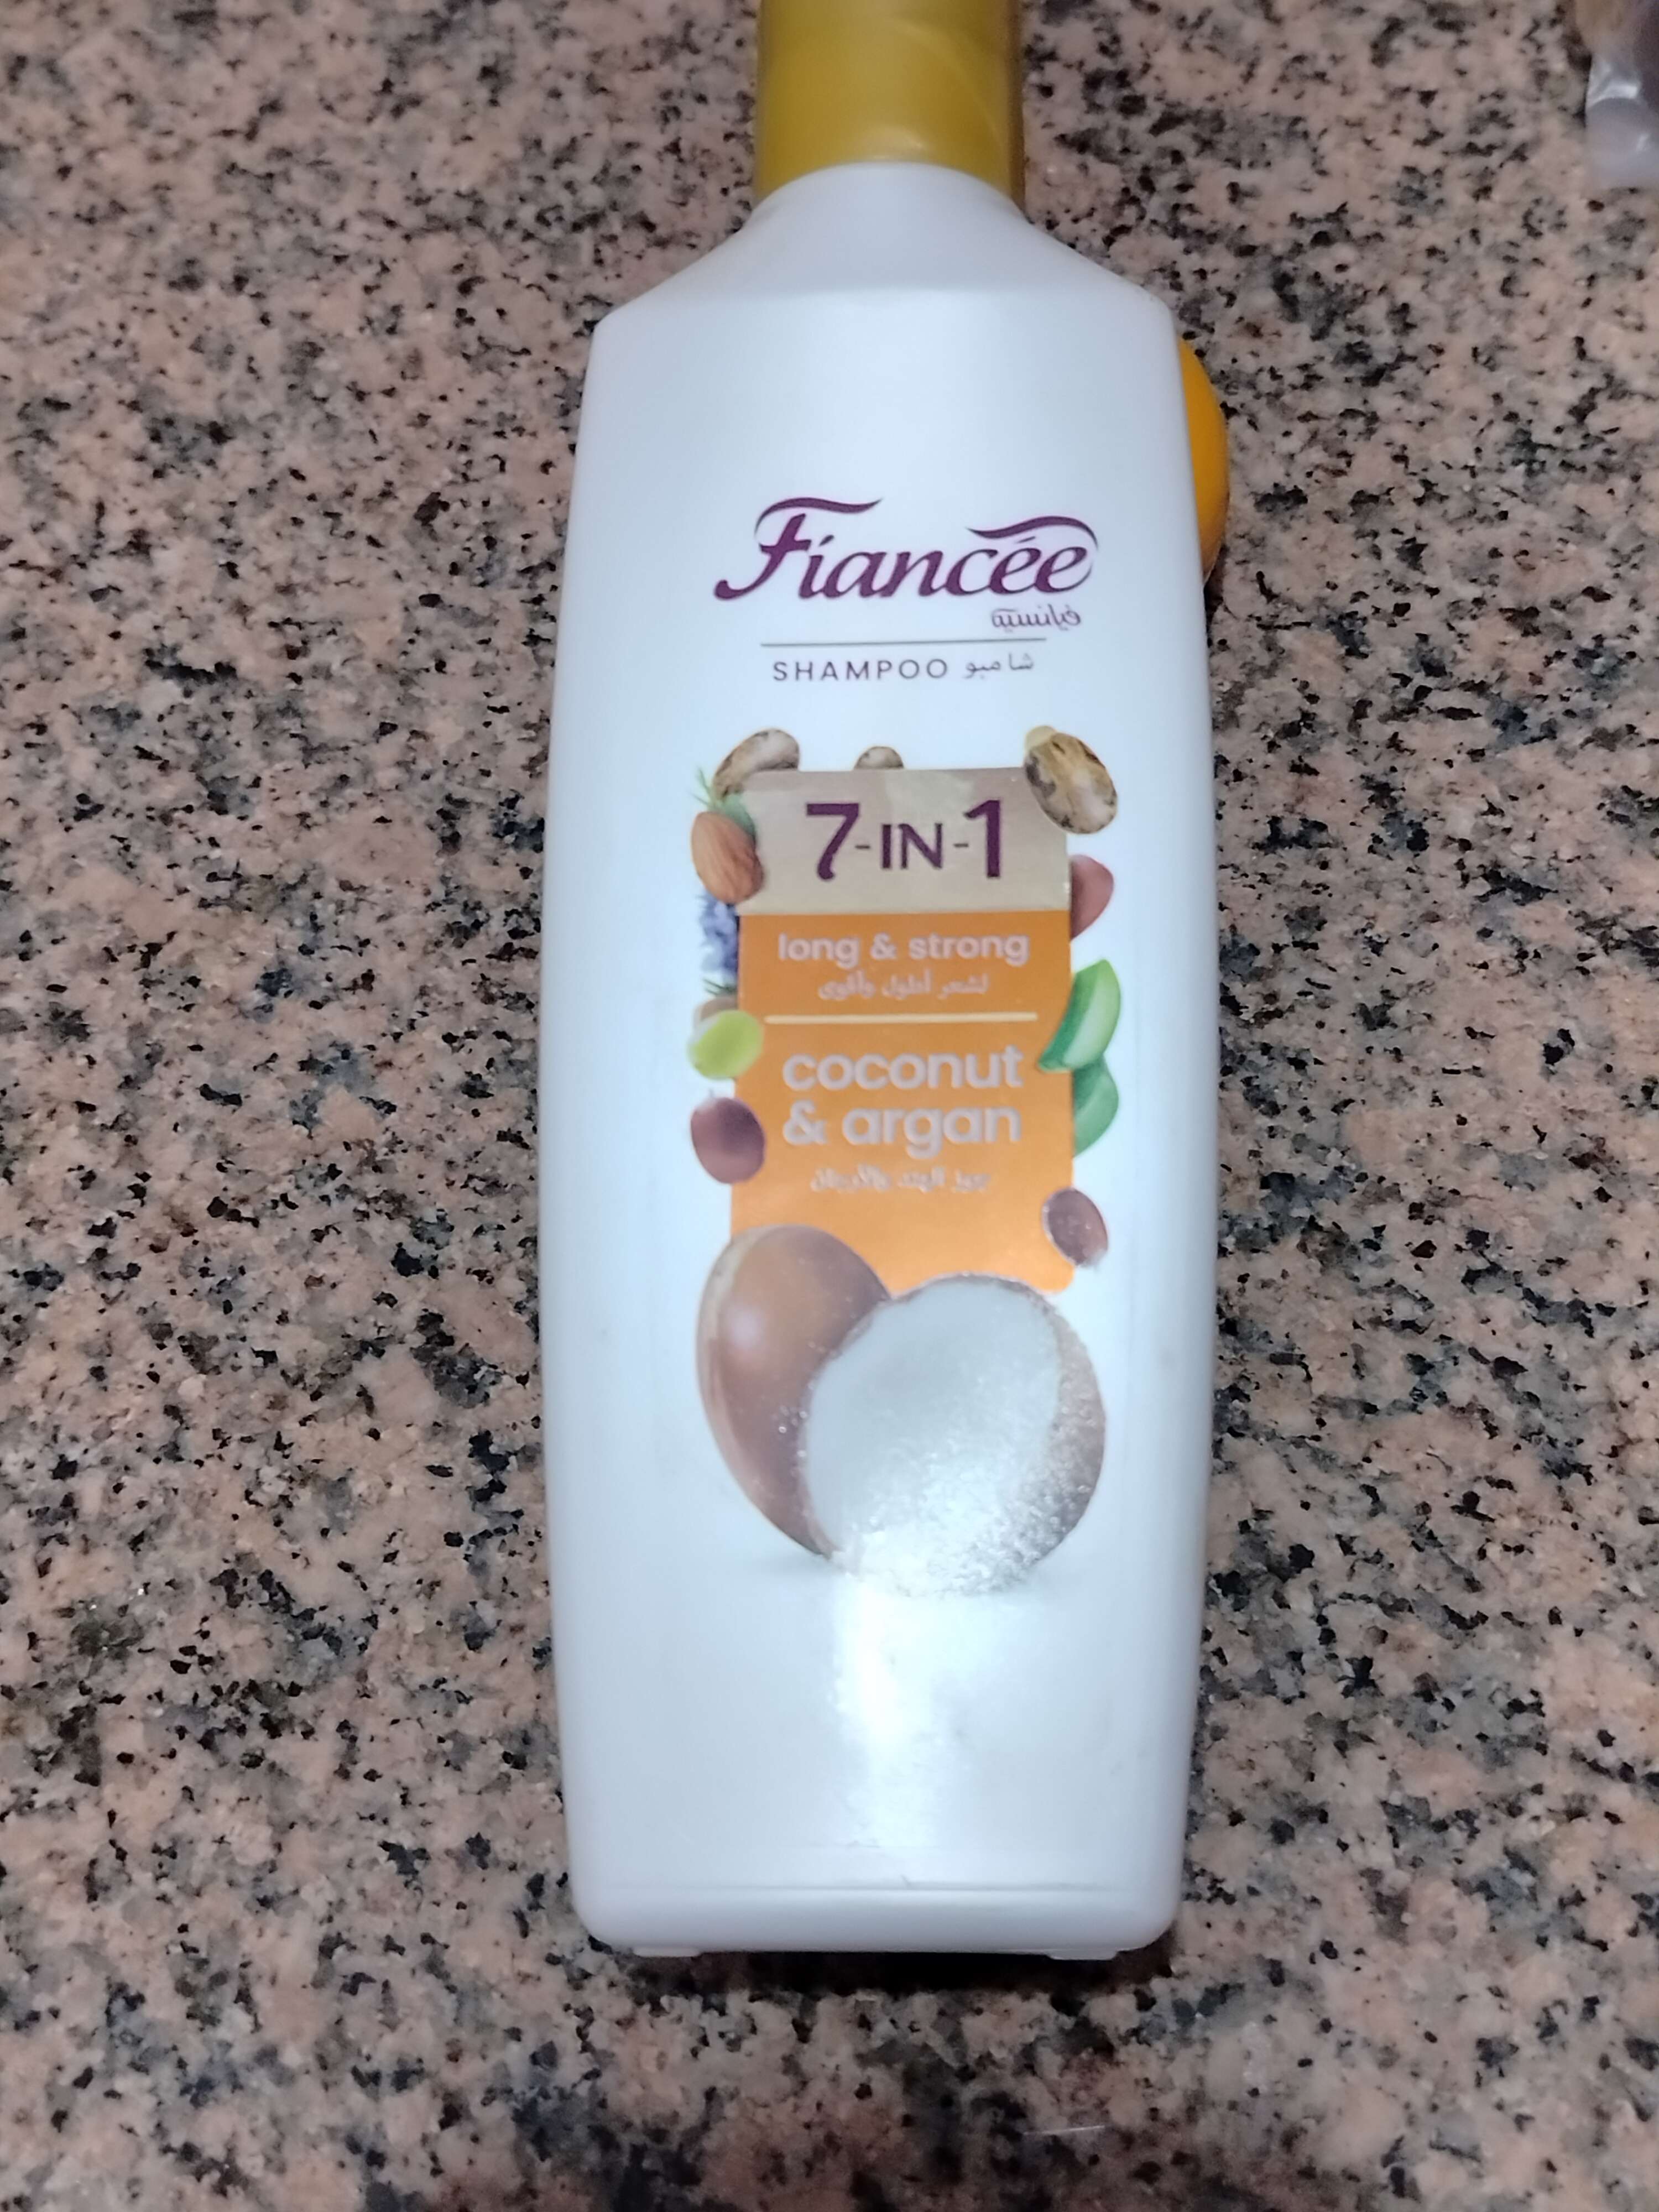 Fiancée
فيانسيه
SHAMPOO شامبو
7-IN-1
long & strong
لشعر أطول وأقوى
coconut
& argan
جوز الهند والأرجان